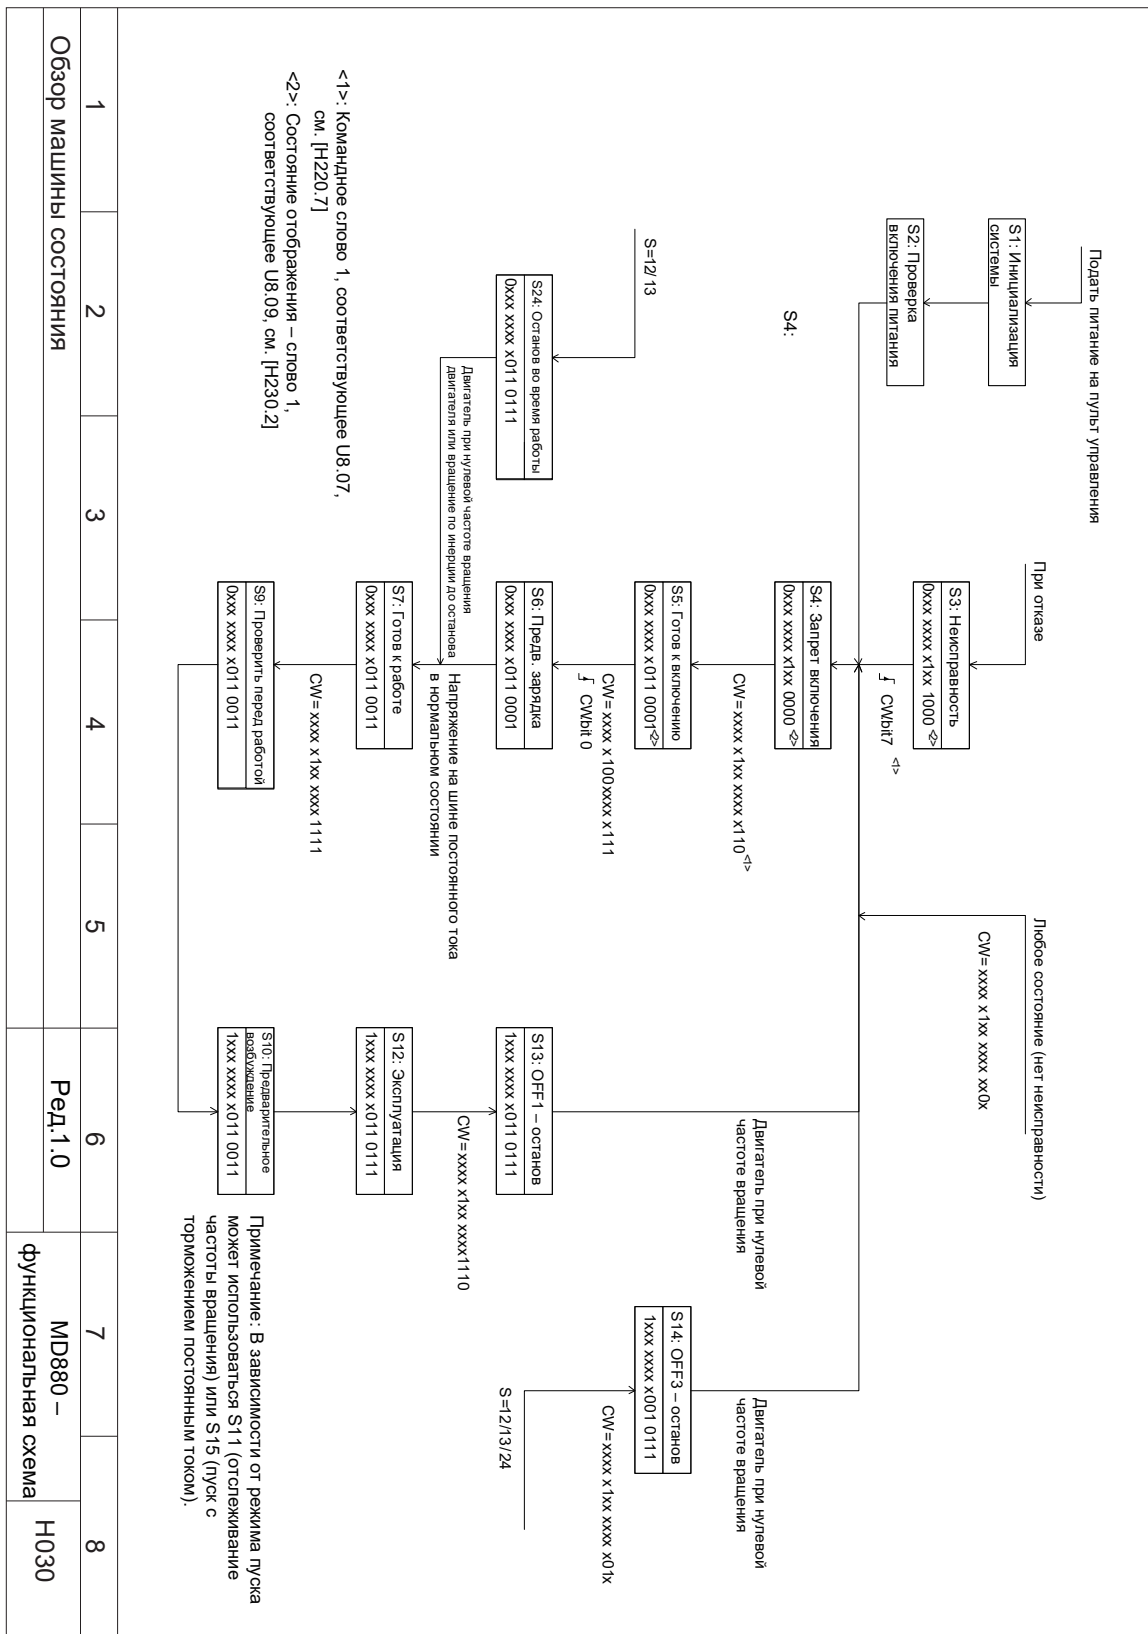 Подать питание на пульт управления
S1: Инициализация
системы
S2: Проверка
включения питания
S4:
S=12/13
S24: Останов во время работы
0xxx xxxx x011 0111
Двигатель при нулевой частоте вращения
двигателя или вращение по инерции до останова
<1>: Командное слово 1, соответствующее U8.07,
см. [H220.7]
<2>: Состояние отображения – слово 1,
соответствующее U8.09, см. [H230.2]
При отказе
S3: Неисправность
0xxx xxxx x1xx 1000 <2>
CWbit7 <1>
S4: Запрет включения
0xxx xxxx x1xx 0000 <2>
CW= xxxx x1xx xxxx x110<1>
S5: Готов к включению
0xxx xxxx x011 0001<2>
CW= xxxx x100xxxx x111
CWbit 0
S6: Предв. зарядка
0xxx xxxx x011 0001
Напряжение на шине постоянного тока
в нормальном состоянии
S7: Готов к работе
0xxx xxxx x011 0011
CW= xxxx x1xx xxxx 1111
S9: Проверить перед работой
0xxx xxxx x011 0011
Любое состояние (нет неисправности)
CW= xxxx x1xx xxxx xx0x
Двигатель при нулевой
частоте вращения
S13: OFF1 – останов
1xxx xxxx x011 0111
CW= xxxx x1xx xxxx1110
S12: Эксплуатация
1xxx xxxx x011 0111
S10: Предварительное
возбуждение
1xxx xxxx x011 0011
Двигатель при нулевой
частоте вращения
S14: OFF3 – останов
1xxx xxxx x001 0111
CW= xxxx x1xx xxxx x01x
S=12/13/24
Примечание: В зависимости от режима пуска
может использоваться S11 (отслеживание
частоты вращения) или S15 (пуск с
торможением постоянным током).
1 2 3 4 5 6 7 8
Обзор машины состояния
Ред.1.0
MD880 –
функциональная схема
H030